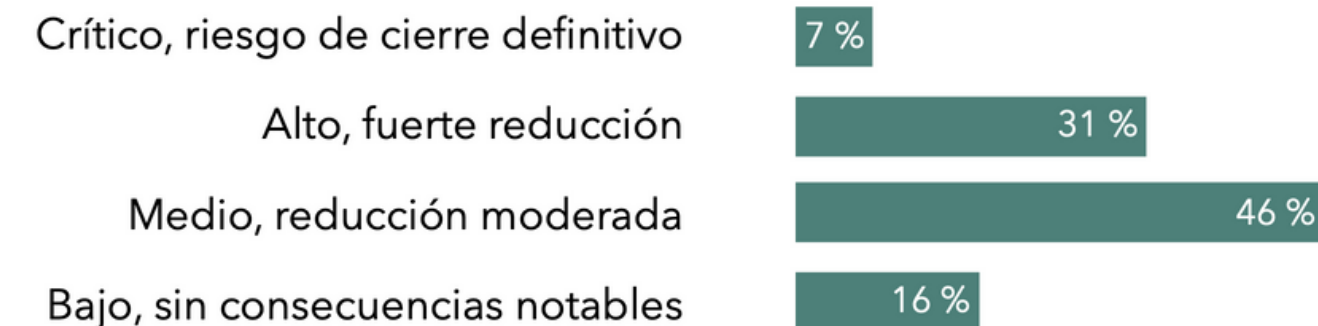 Crítico, riesgo de cierre definitivo 7 %
Alto, fuerte reducción 31 %
Medio, reducción moderada 46 %
Bajo, sin consecuencias notables 16 %